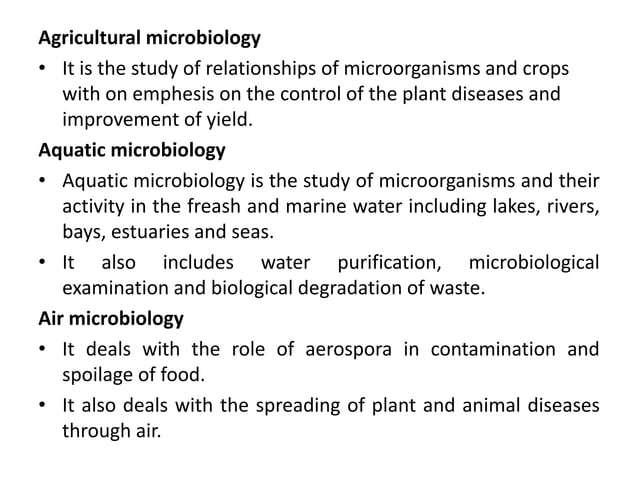 Agricultural microbiology
• It is the study of relationships of microorganisms and crops
with on emphesis on the control of the plant diseases and
improvement of yield.
Aquatic microbiology
• Aquatic microbiology is the study of microorganisms and their
activity in the freash and marine water including lakes, rivers,
bays, estuaries and seas.
• It also includes water purification, microbiological
examination and biological degradation of waste.
Air microbiology
• It deals with the role of aerospora in contamination and
spoilage of food.
• It also deals with the spreading of plant and animal diseases
through air.